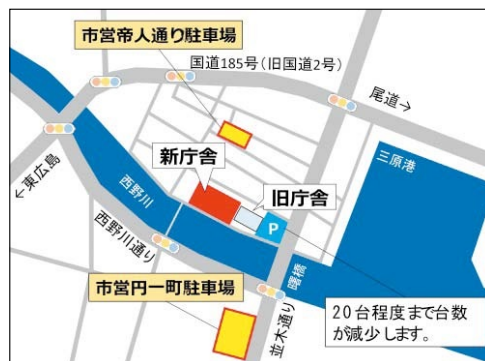 市営帝人通り駐車場
国道185号(旧国道2号)
尾道→
三原港
新庁舎
旧庁舎
P
←東広島
西野川
西野川通り
曙橋
市営円一町駐車場
並木通り
20台程度まで台数
が減少します。